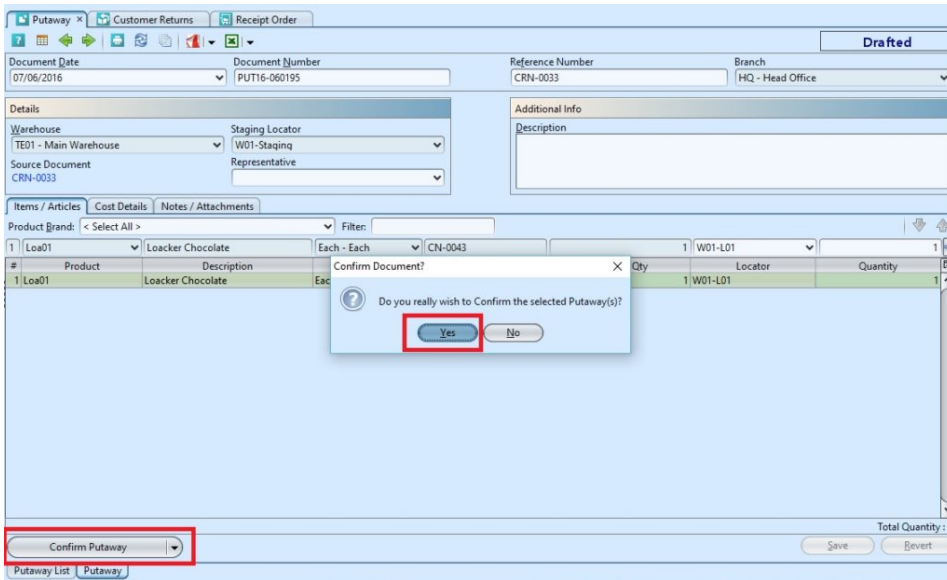 Putaway × Customer Returns Receipt Order
? Drafted
Document Date Document Number Reference Number Branch
07/06/2016 PUT16-060195 CRN-0033 HQ - Head Office
Details Additional Info
Warehouse Staging Locator Description
TE01 - Main Warehouse W01-Staging
Source Document Representative
CRN-0033
Items / Articles Cost Details Notes / Attachments
Product Brand: < Select All > Filter:
1 Loa01 Loacker Chocolate Each - Each CN-0043 1 W01-L01 1
# Product Description Confirm Document? × Qty Locator Quantity
1 Loa01 Loacker Chocolate Eac 1 W01-L01 1
Do you really wish to Confirm the selected Putaway(s)?
Yes No
Total Quantity :
Confirm Putaway Save Revert
Putaway List Putaway